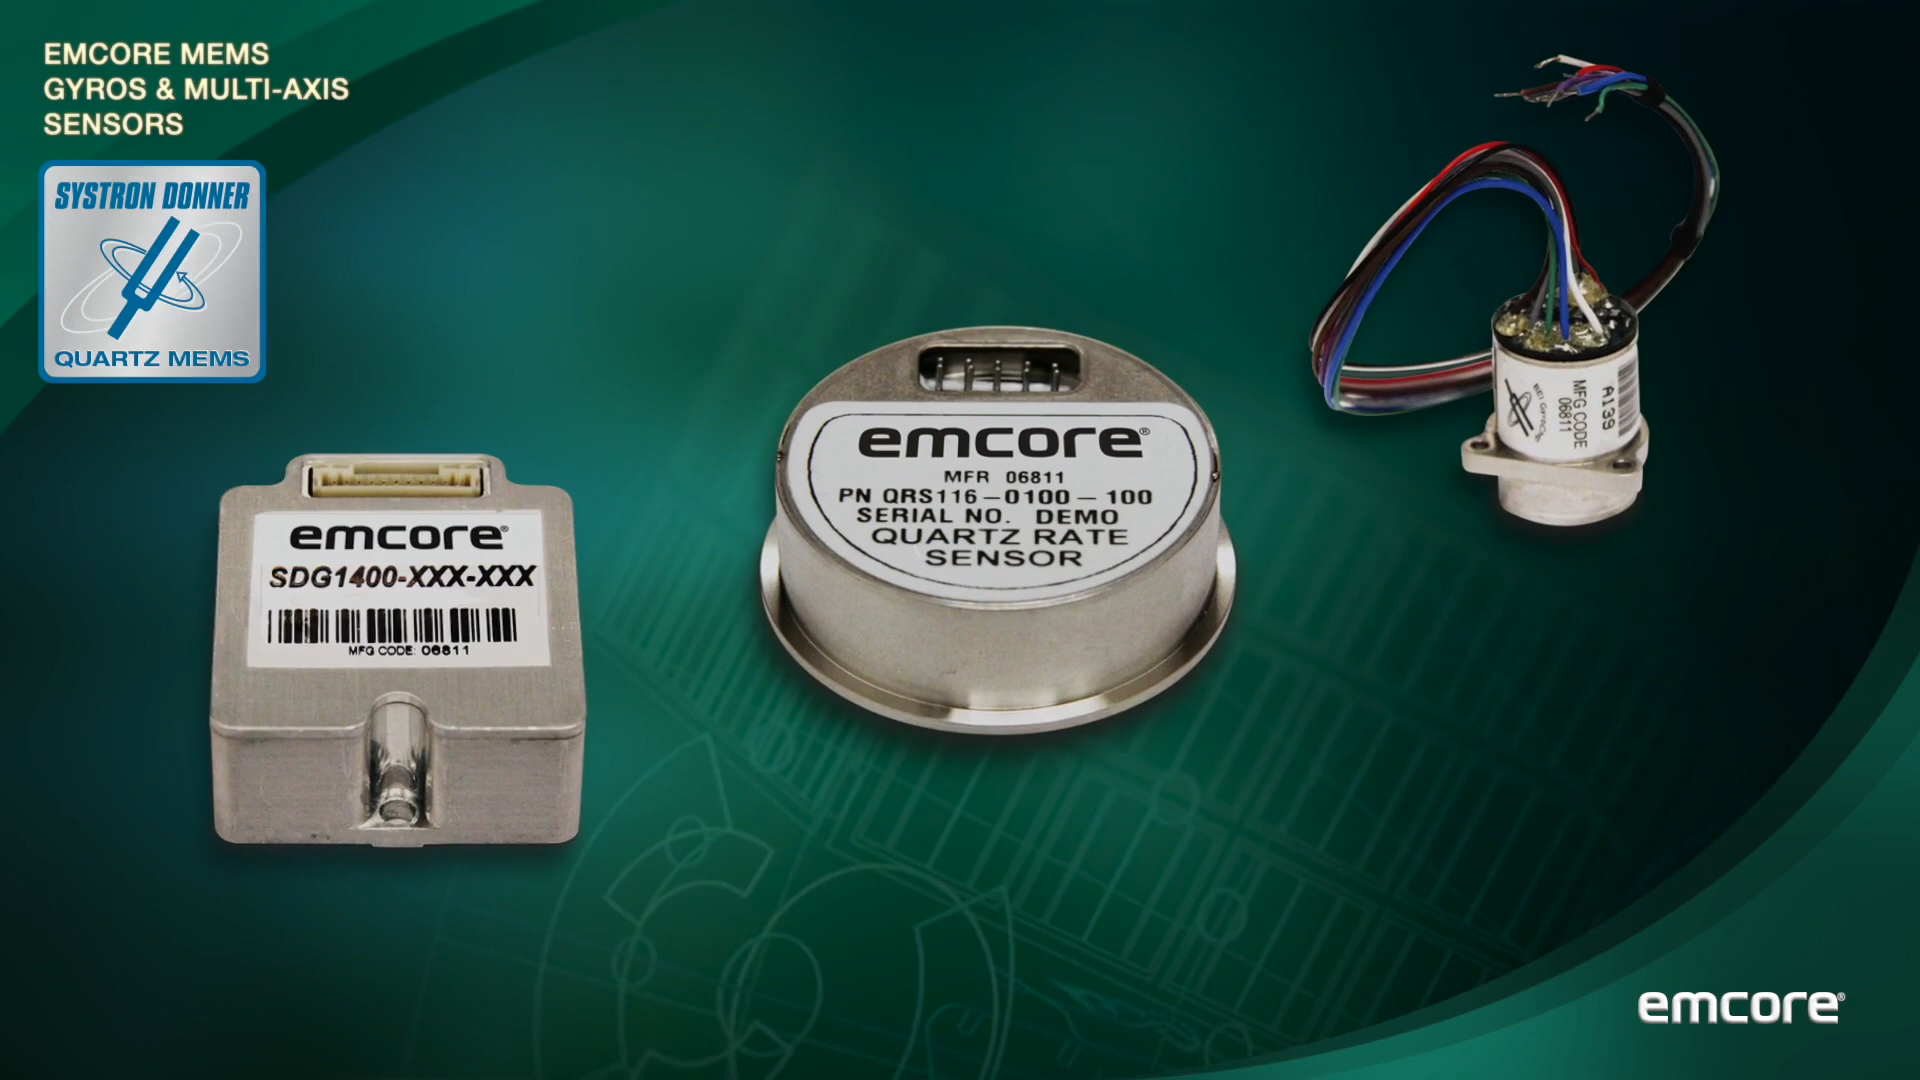 EMCORE MEMS
GYROS & MULTI-AXIS
SENSORS
SYSTRON DONNER
QUARTZ MEMS
emcore®
SDG1400-XXX-XXX
MFG CODE: 06811
emcore®
MFR 06811
PN QRS116-0100-100
SERIAL NO. DEMO
QUARTZ RATE
SENSOR
A139
MFG CODE
06811
emcore®